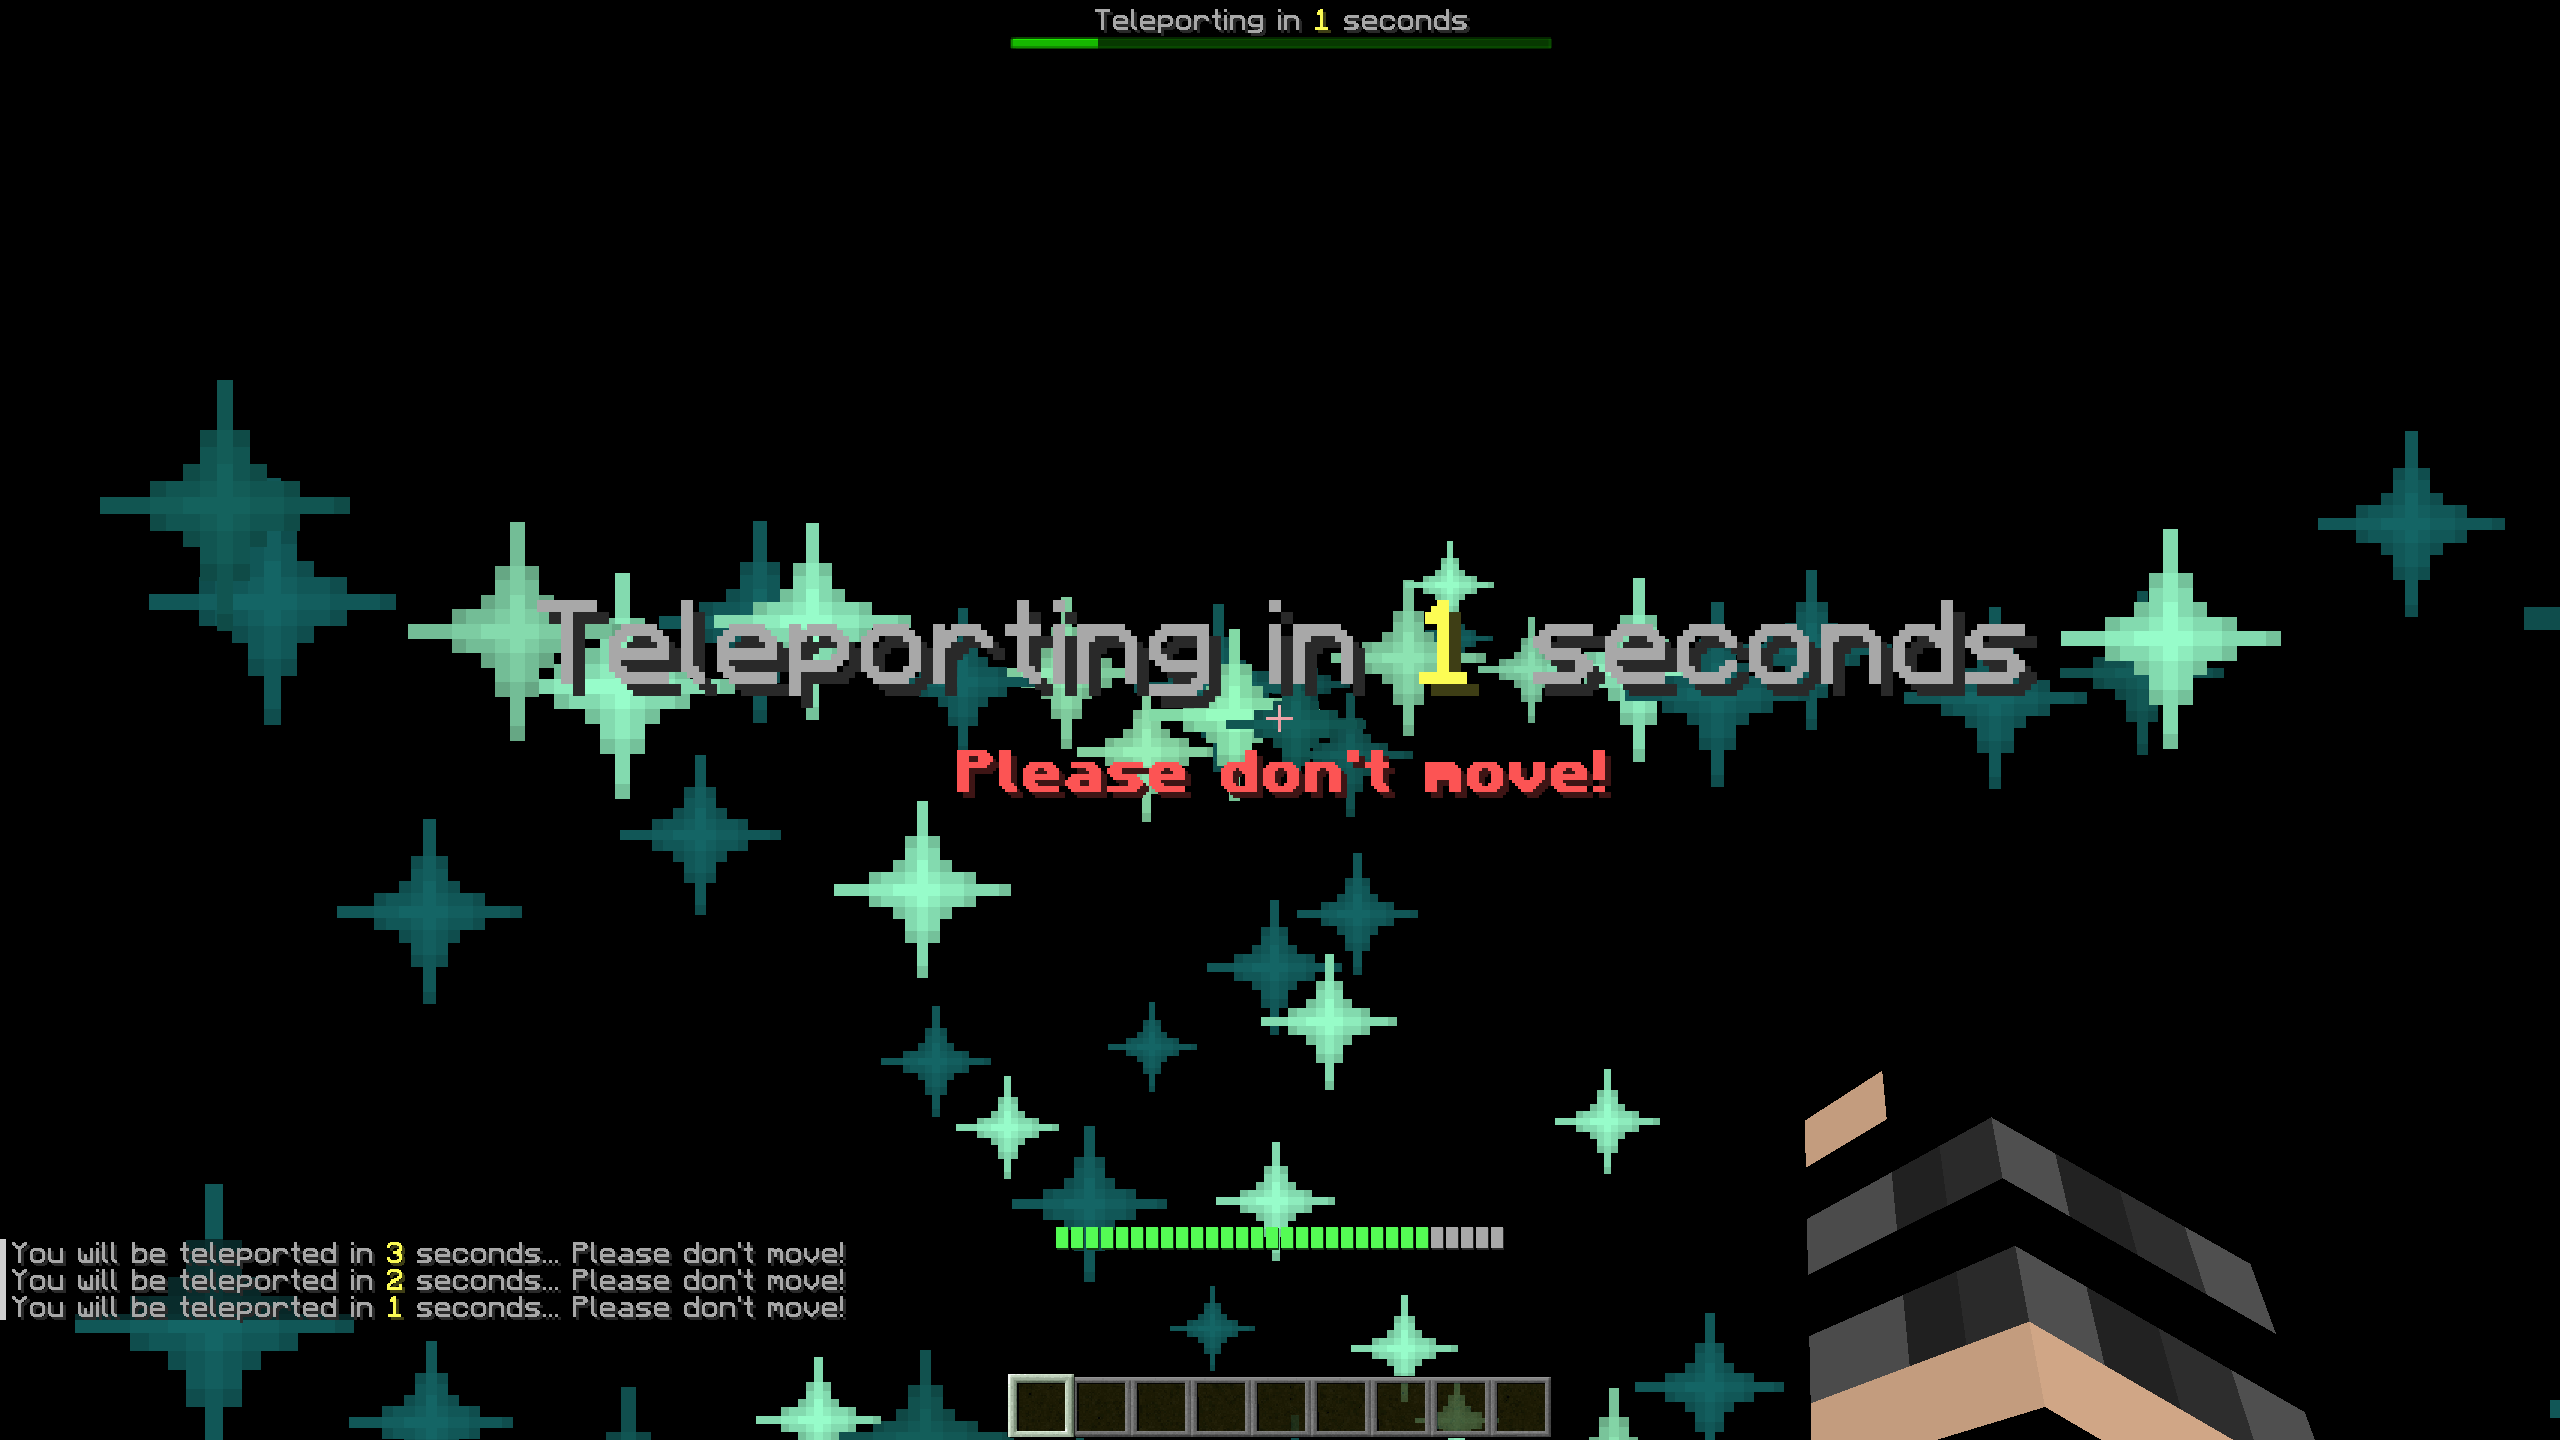 Teleporting in 1 seconds
Teleporting in 1 seconds
Please don't move!
You will be teleported in 3 seconds... Please don't move!
You will be teleported in 2 seconds... Please don't move!
You will be teleported in 1 seconds... Please don't move!